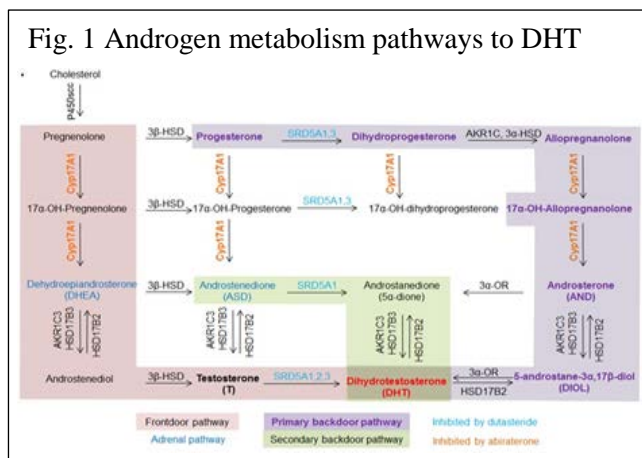 Fig. 1 Androgen metabolism pathways to DHT
Cholesterol
P450scc
Pregnenolone 3β-HSD Progesterone SRD5A1,3 Dihydroprogesterone AKR1C, 3α-HSD Allopregnanolone
Cyp17A1 Cyp17A1 Cyp17A1 Cyp17A1
17α-OH-Pregnenolone 3β-HSD 17α-OH-Progesterone SRD5A1,3 17α-OH-dihydroprogesterone 17α-OH-Allopregnanolone
Cyp17A1 Cyp17A1 Cyp17A1
Dehydroepiandrosterone 3β-HSD Androstenedione SRD5A1 Androstanedione 3α-OR Androsterone
(DHEA) (ASD) (5α-dione) (AND)
AKR1C3 HSD17B3 HSD17B2 AKR1C3 HSD17B3 HSD17B2 AKR1C3 HSD17B3 HSD17B2 AKR1C3 HSD17B3 HSD17B2
Androstenediol 3β-HSD Testosterone SRD5A1,2,3 Dihydrotestosterone 3α-OR 5-androstane-3α,17β-diol
(T) (DHT) HSD17B2 (DIOL)
Frontdoor pathway Primary backdoor pathway Inhibited by dutasteride
Adrenal pathway Secondary backdoor pathway Inhibited by abiraterone